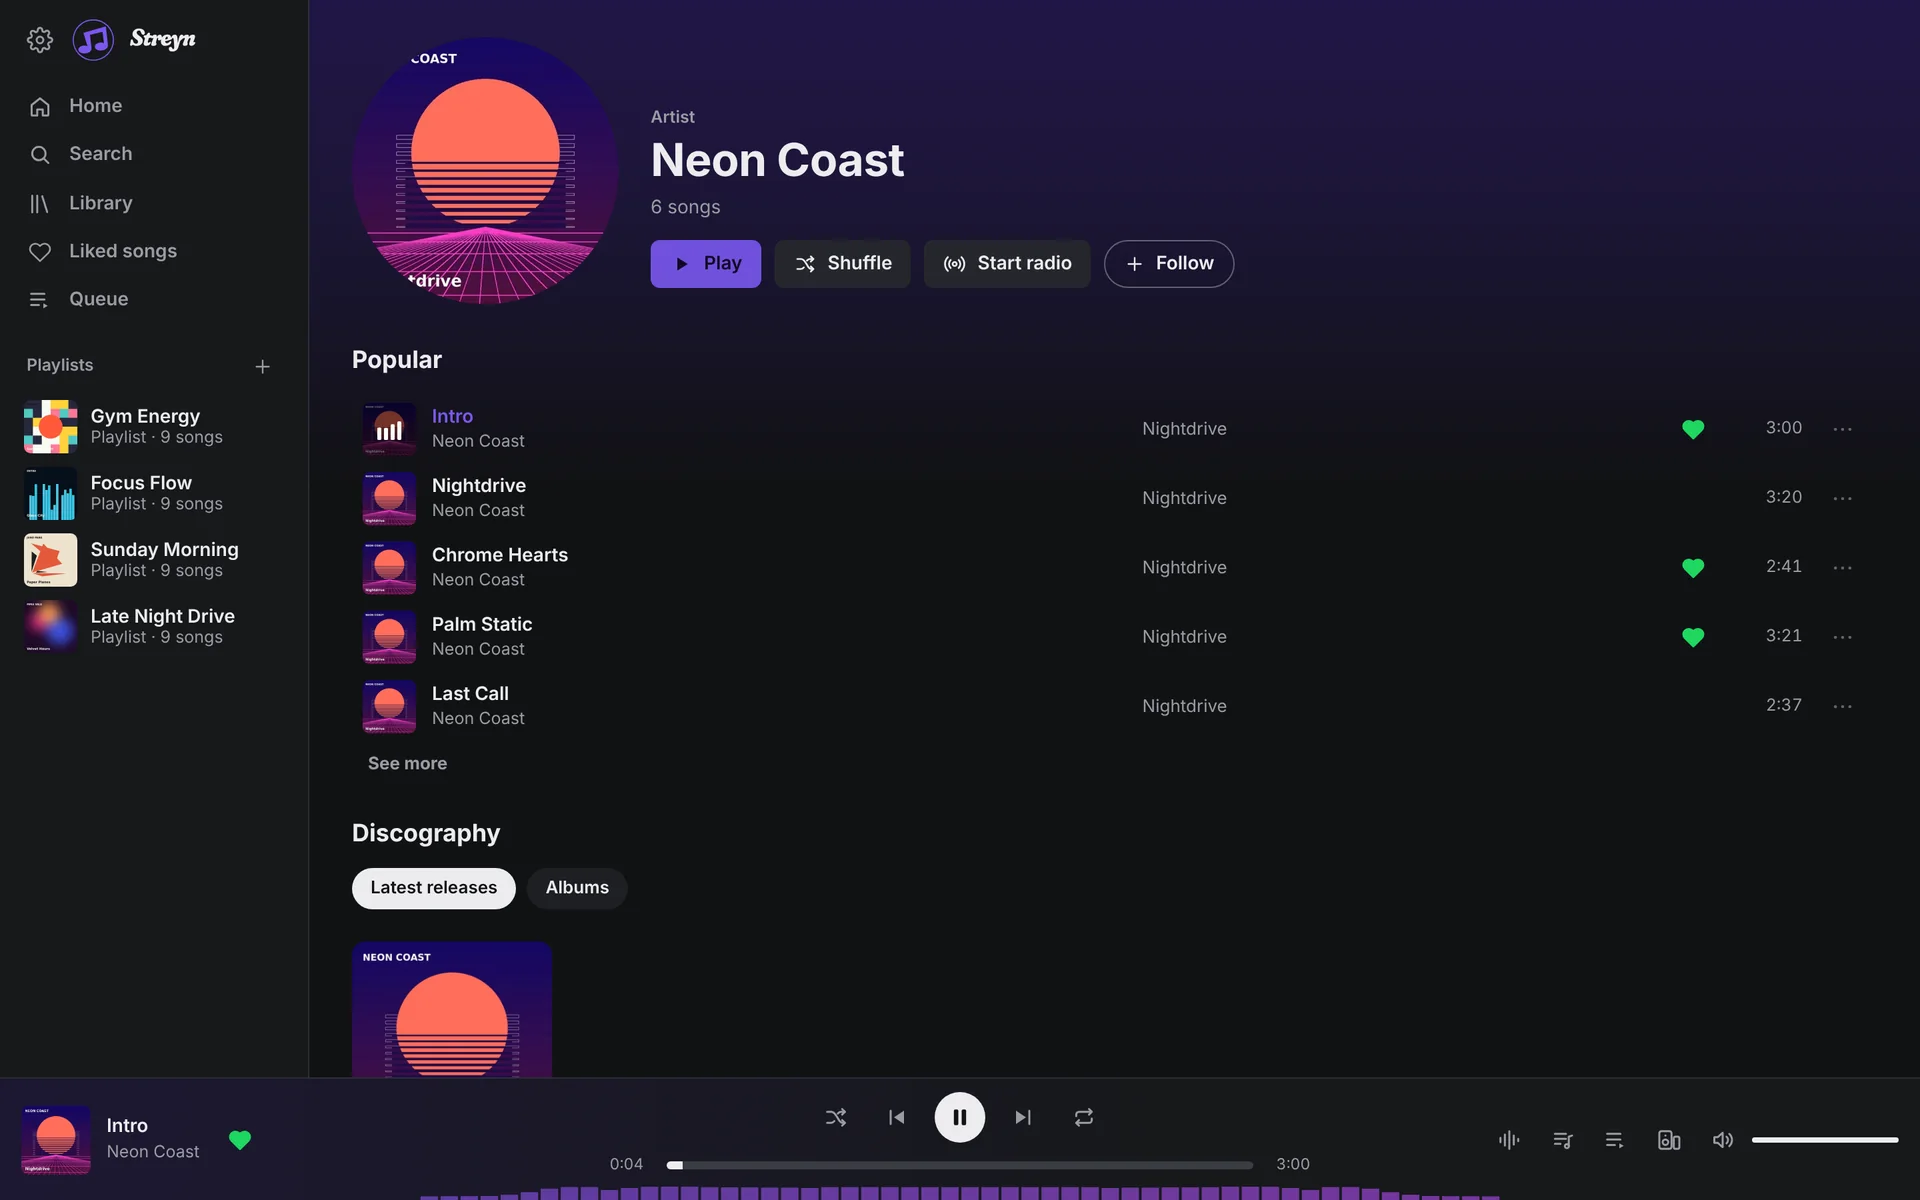 Streyn
Home
Search
Library
Liked songs
Queue
Playlists
Gym Energy
Playlist · 9 songs
Focus Flow
Playlist · 9 songs
Sunday Morning
Playlist · 9 songs
Late Night Drive
Playlist · 9 songs
COAST
tdrive
Artist
Neon Coast
6 songs
Play
Shuffle
Start radio
Follow
Popular
Intro
Neon Coast
Nightdrive
3:00
Nightdrive
Neon Coast
Nightdrive
3:20
Chrome Hearts
Neon Coast
Nightdrive
2:41
Palm Static
Neon Coast
Nightdrive
3:21
Last Call
Neon Coast
Nightdrive
2:37
See more
Discography
Latest releases
Albums
NEON COAST
NEON COAST
Nightdrive
Intro
Neon Coast
0:04
3:00